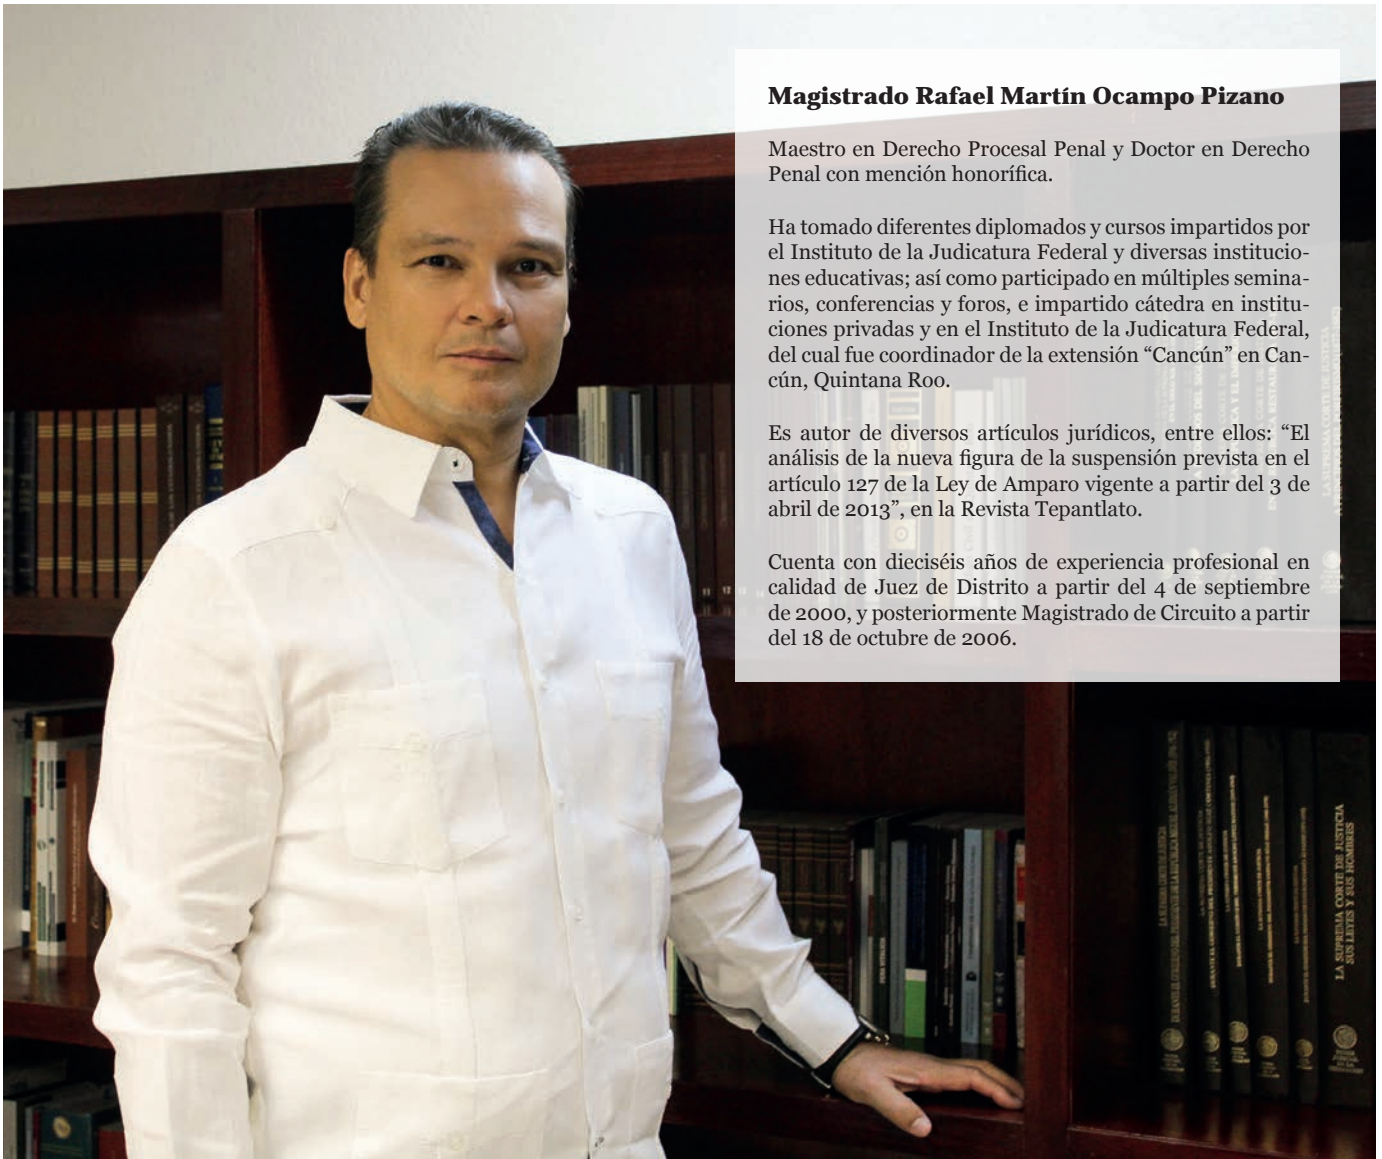 Magistrado Rafael Martín Ocampo Pizano
Maestro en Derecho Procesal Penal y Doctor en Derecho
Penal con mención honorífica.
Ha tomado diferentes diplomados y cursos impartidos por
el Instituto de la Judicatura Federal y diversas institucio-
nes educativas; así como participado en múltiples semina-
rios, conferencias y foros, e impartido cátedra en institu-
ciones privadas y en el Instituto de la Judicatura Federal,
del cual fue coordinador de la extensión “Cancún” en Can-
cún, Quintana Roo.
Es autor de diversos artículos jurídicos, entre ellos: “El
análisis de la nueva figura de la suspensión prevista en el
artículo 127 de la Ley de Amparo vigente a partir del 3 de
abril de 2013”, en la Revista Tepantlato.
Cuenta con dieciséis años de experiencia profesional en
calidad de Juez de Distrito a partir del 4 de septiembre
de 2000, y posteriormente Magistrado de Circuito a partir
del 18 de octubre de 2006.
LA SUPREMA CORTE DE JUSTICIA
SUS LEYES Y SUS HOMBRES